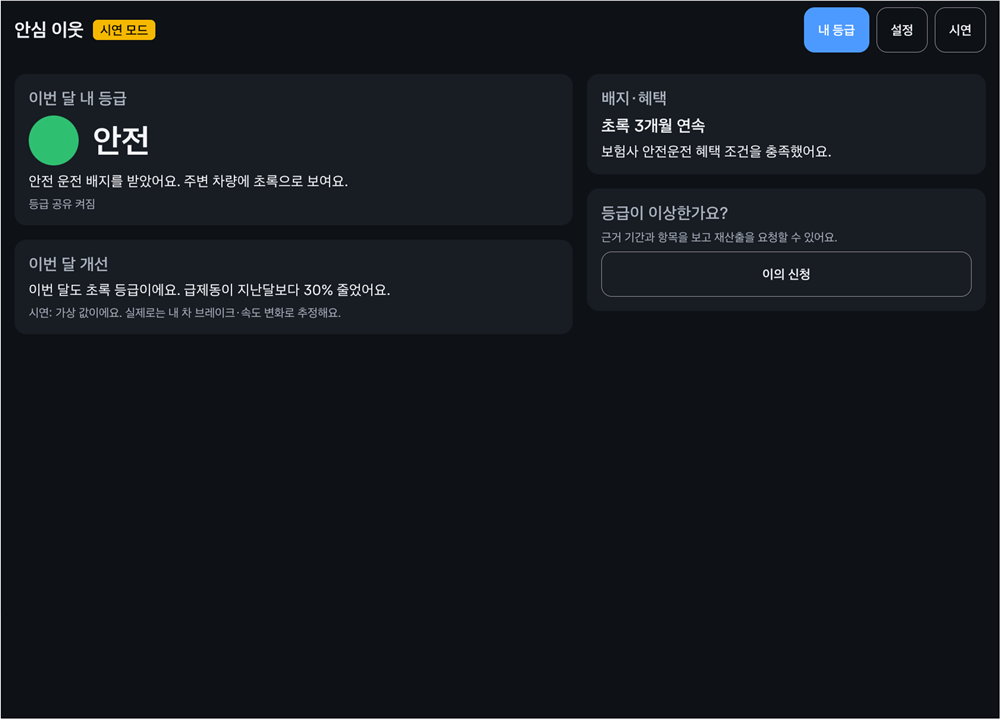 안심 이웃 시연 모드
내 등급 설정 시연
이번 달 내 등급
안전
안전 운전 배지를 받았어요. 주변 차량에 초록으로 보여요.
등급 공유 켜짐
이번 달 개선
이번 달도 초록 등급이에요. 급제동이 지난달보다 30% 줄었어요.
시연: 가상 값이에요. 실제로는 내 차 브레이크·속도 변화로 추정해요.
배지·혜택
초록 3개월 연속
보험사 안전운전 혜택 조건을 충족했어요.
등급이 이상한가요?
근거 기간과 항목을 보고 재산출을 요청할 수 있어요.
이의 신청